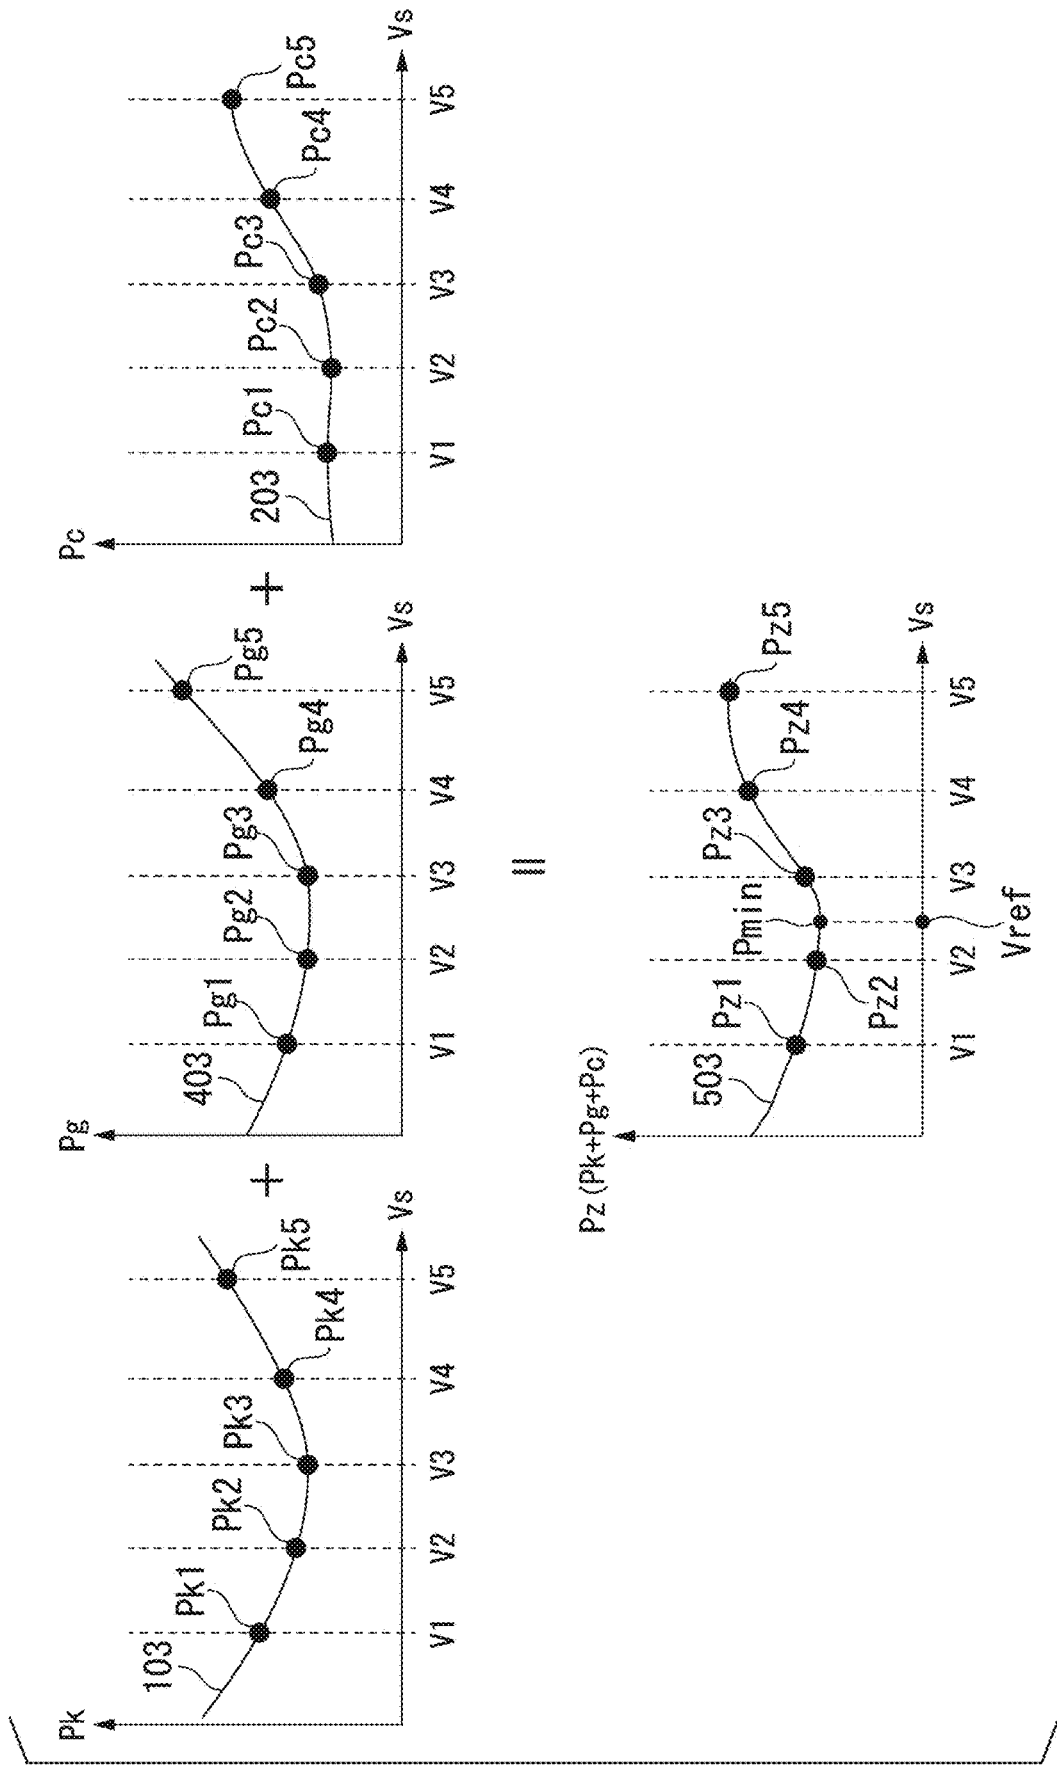 Pk
103
Pk1
Pk2
Pk3
Pk4
Pk5
V1 V2 V3 V4 V5
Vs
+
Pg
403
Pg1
Pg2
Pg3
Pg4
Pg5
V1 V2 V3 V4 V5
Vs
+
Pc
203
Pc1
Pc2
Pc3
Pc4
Pc5
V1 V2 V3 V4 V5
Vs
=
Pz (Pk+Pg+Pc)
503
Pz1
Pz2
Pmin
Pz3
Pz4
Pz5
V1 V2 V3 V4 V5
Vs
Vref